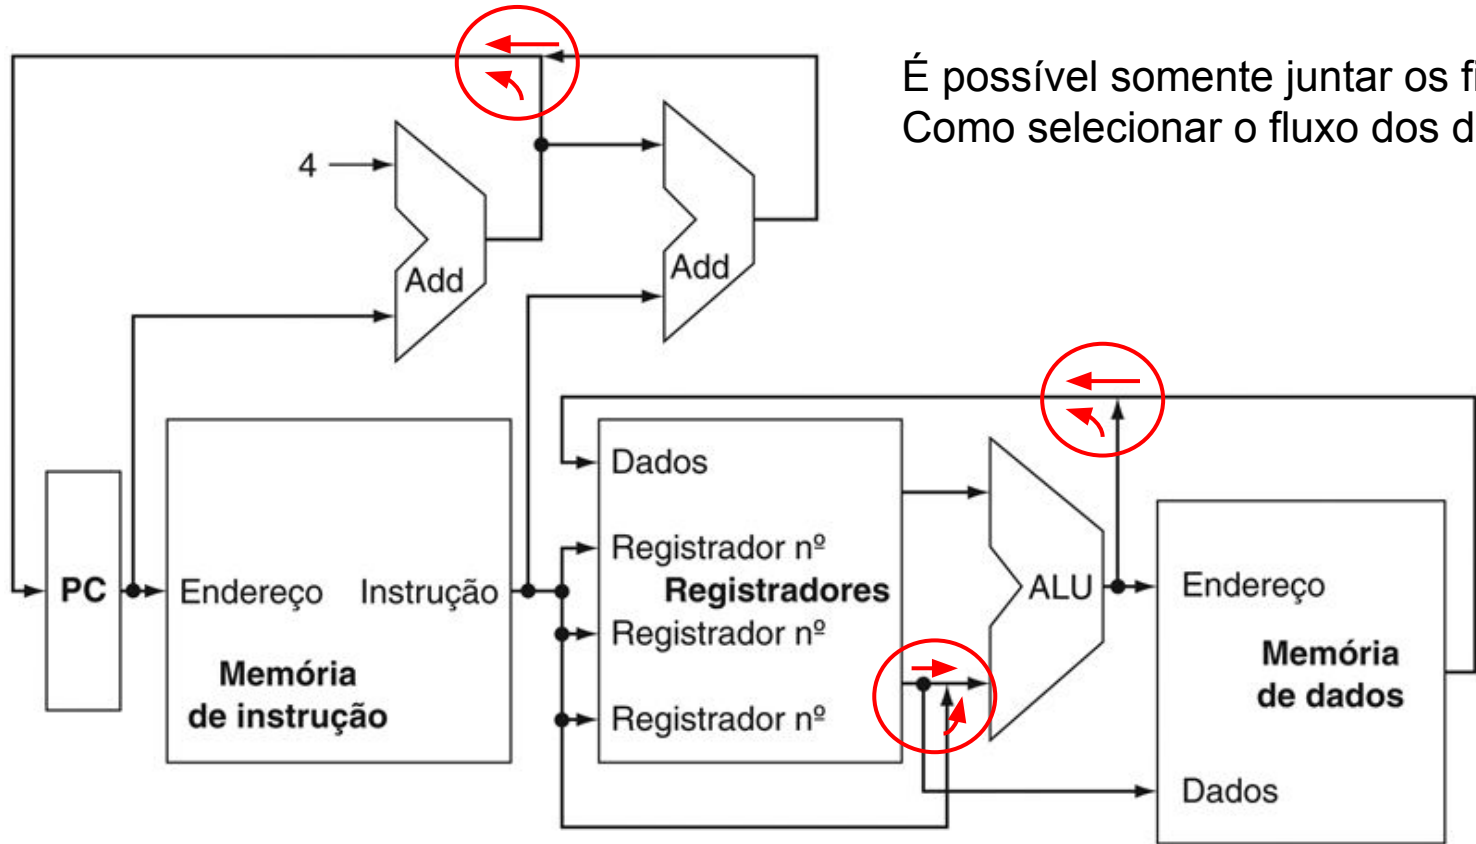 É possível somente juntar os
Como selecionar o fluxo dos
4
Add
Add
Dados
Registrador nº
PC
Endereço
Instrução
Registradores
ALU
Endereço
Registrador nº
Memória
de instrução
Memória
de dados
Registrador nº
Dados